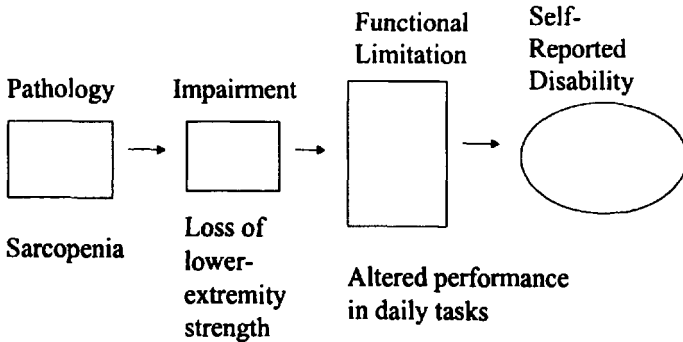 Pathology
Impairment
Functional
Limitation
Self-
Reported
Disability
Sarcopenia
Loss of
lower-
extremity
strength
Altered performance
in daily tasks